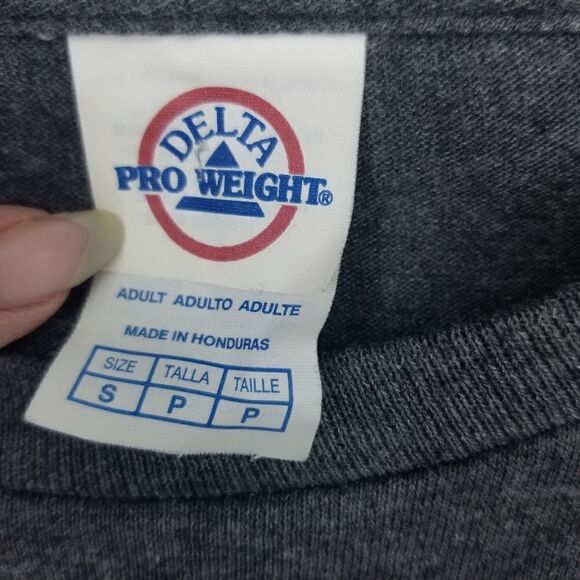 DELTA
PRO WEIGHT®
ADULT ADULTO ADULTE
MADE IN HONDURAS
SIZE TALLA TAILLE
S P P